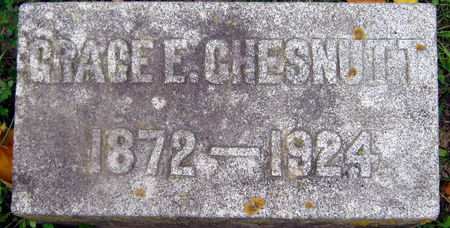 GRACE E. CHESNUTT
1872 — 1924